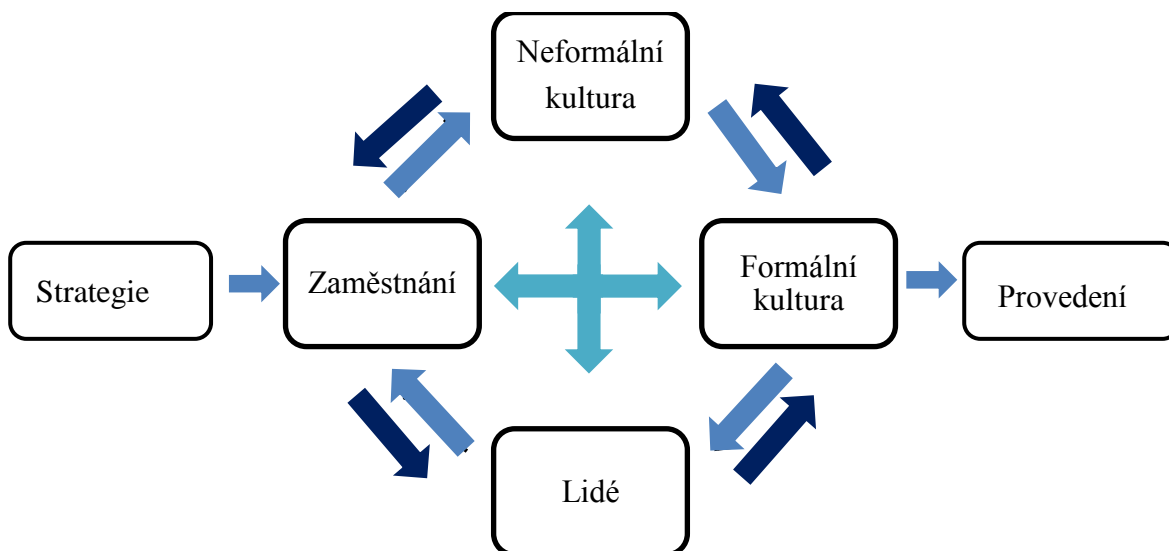 Neformální
kultura
Strategie
Zaměstnání
Formální
kultura
Provedení
Lidé